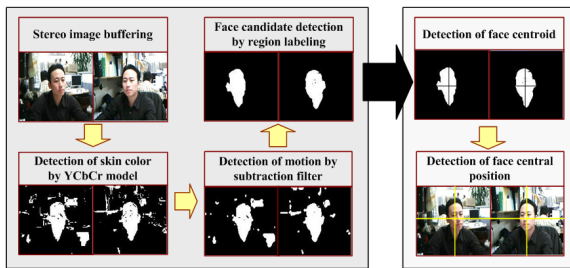 Stereo image buffering
Detection of skin color
by YCbCr model
Detection of motion by
subtraction filter
Face candidate detection
by region labeling
Detection of face centroid
Detection of face central
position